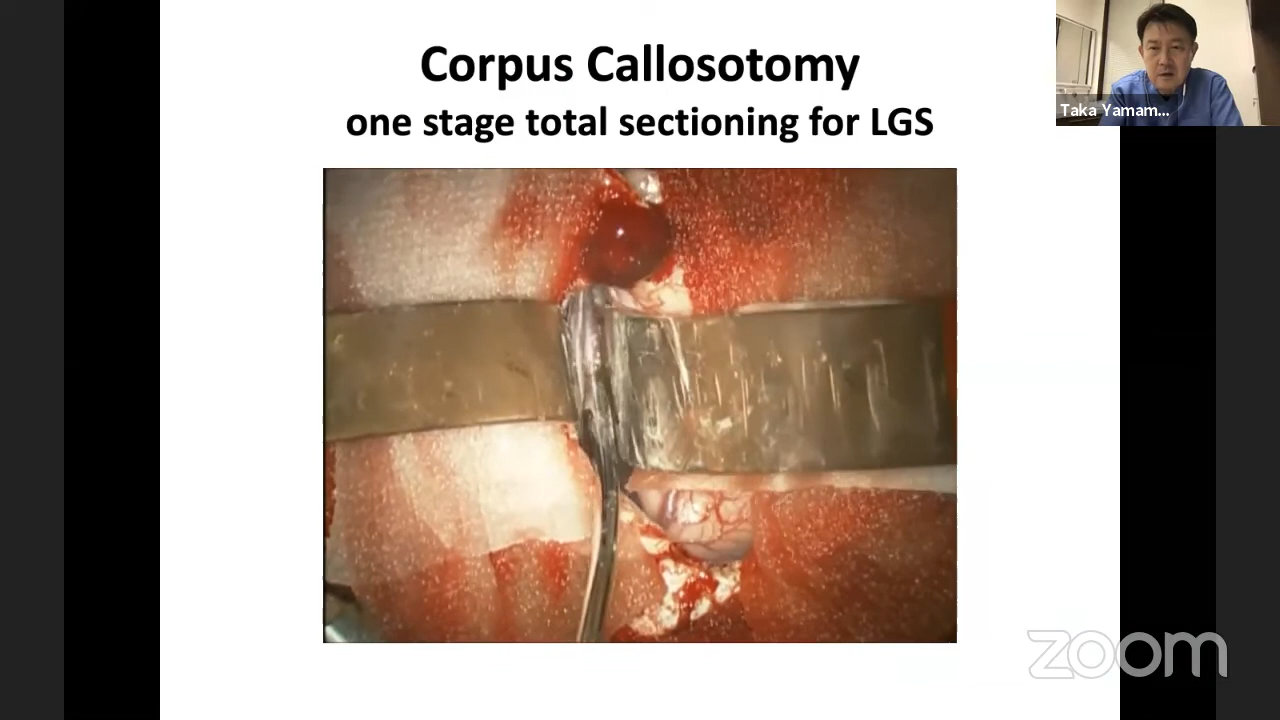 Corpus Callosotomy
one stage total sectioning for LGS
Taka Yamam...
zoom